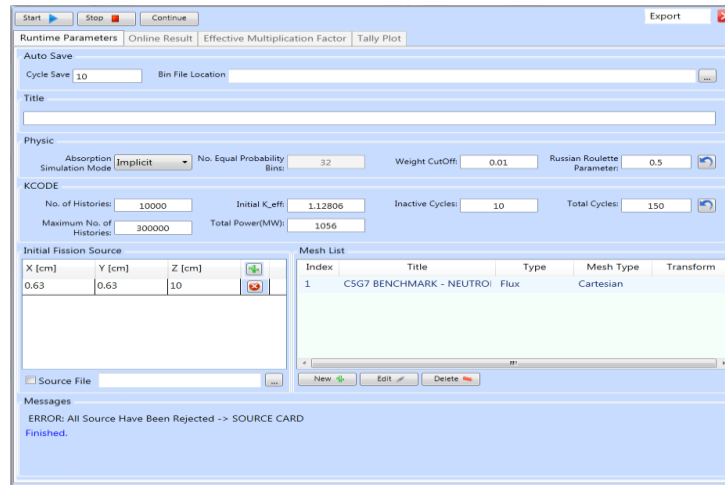 Start Stop Continue Export
Runtime Parameters Online Result Effective Multiplication Factor Tally Plot
Auto Save
Cycle Save 10 Bin File Location ...
Title
Physic
Absorption Simulation Mode Implicit No. Equal Probability Bins: 32 Weight CutOff: 0.01 Russian Roulette Parameter: 0.5
KCODE
No. of Histories: 10000 Initial K_eff: 1.12806 Inactive Cycles: 10 Total Cycles: 150
Maximum No. of Histories: 300000 Total Power(MW): 1056
Initial Fission Source Mesh List
X [cm] Y [cm] Z [cm] Index Title Type Mesh Type Transform
0.63 0.63 10 1 C5G7 BENCHMARK - NEUTRO Flux Cartesian
Source File ... New Edit Delete
Messages
ERROR: All Source Have Been Rejected -> SOURCE CARD
Finished.